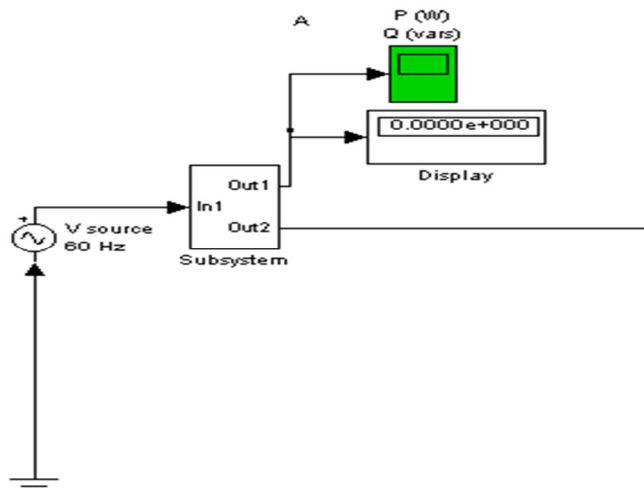 A
P (W)
Q (vars)
0.0000e+000
Display
Out1
In1
Out2
Subsystem
+
V source
60 Hz